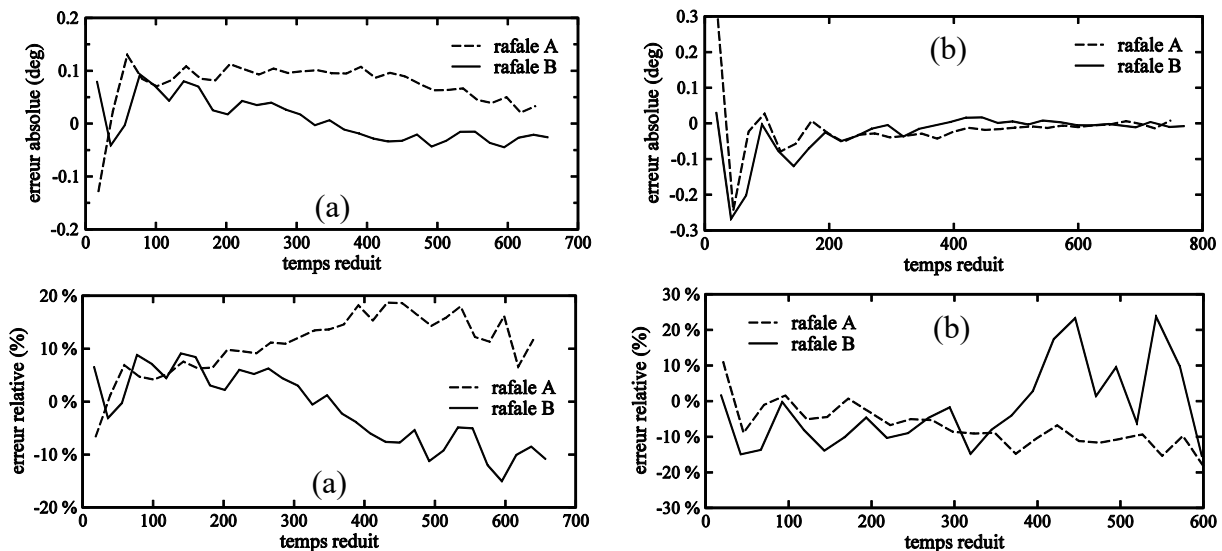 0.2
0.1
0
-0.1
-0.2
erreur absolue (deg)
rafale A
rafale B
(a)
0 100 200 300 400 500 600 700
temps reduit
0.3
0.2
0.1
0
-0.1
-0.2
-0.3
erreur absolue (deg)
(b)
rafale A
rafale B
0 200 400 600 800
temps reduit
20 %
10 %
0 %
-10 %
-20 %
erreur relative (%)
rafale A
rafale B
(a)
0 100 200 300 400 500 600 700
temps reduit
30 %
20 %
10 %
0 %
-10 %
-20 %
-30 %
erreur relative (%)
rafale A
rafale B
(b)
0 100 200 300 400 500 600
temps reduit